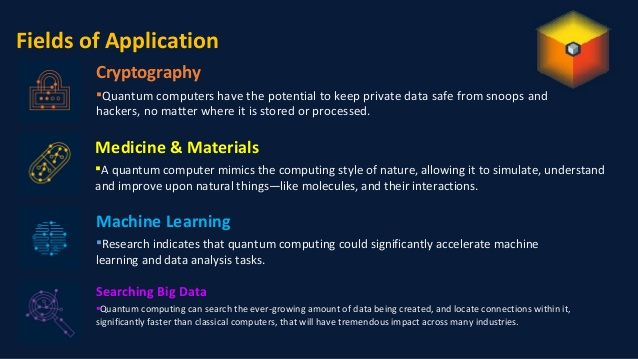 Fields of Application
Cryptography
▪Quantum computers have the potential to keep private data safe from snoops and
hackers, no matter where it is stored or processed.
Medicine & Materials
▪A quantum computer mimics the computing style of nature, allowing it to simulate, understand
and improve upon natural things—like molecules, and their interactions.
Machine Learning
▪Research indicates that quantum computing could significantly accelerate machine
learning and data analysis tasks.
Searching Big Data
▪Quantum computing can search the ever-growing amount of data being created, and locate connections within it,
significantly faster than classical computers, that will have tremendous impact across many industries.